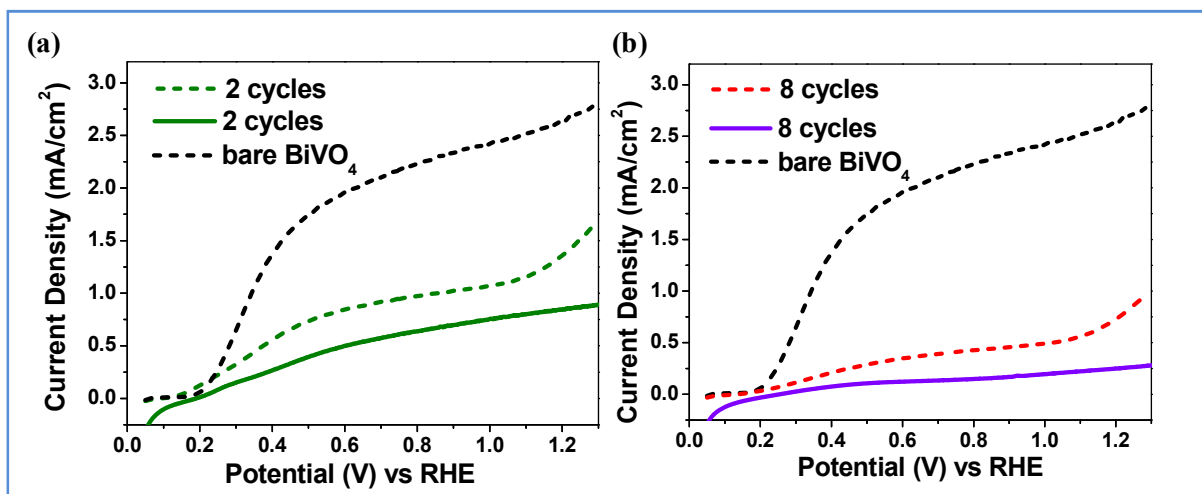 (a)
3.0
2.5
2.0
1.5
1.0
0.5
0.0
Current Density (mA/cm²)
2 cycles
2 cycles
bare BiVO₄
0.0 0.2 0.4 0.6 0.8 1.0 1.2
Potential (V) vs RHE
(b)
3.0
2.5
2.0
1.5
1.0
0.5
0.0
Current Density (mA/cm²)
8 cycles
8 cycles
bare BiVO₄
0.0 0.2 0.4 0.6 0.8 1.0 1.2
Potential (V) vs RHE